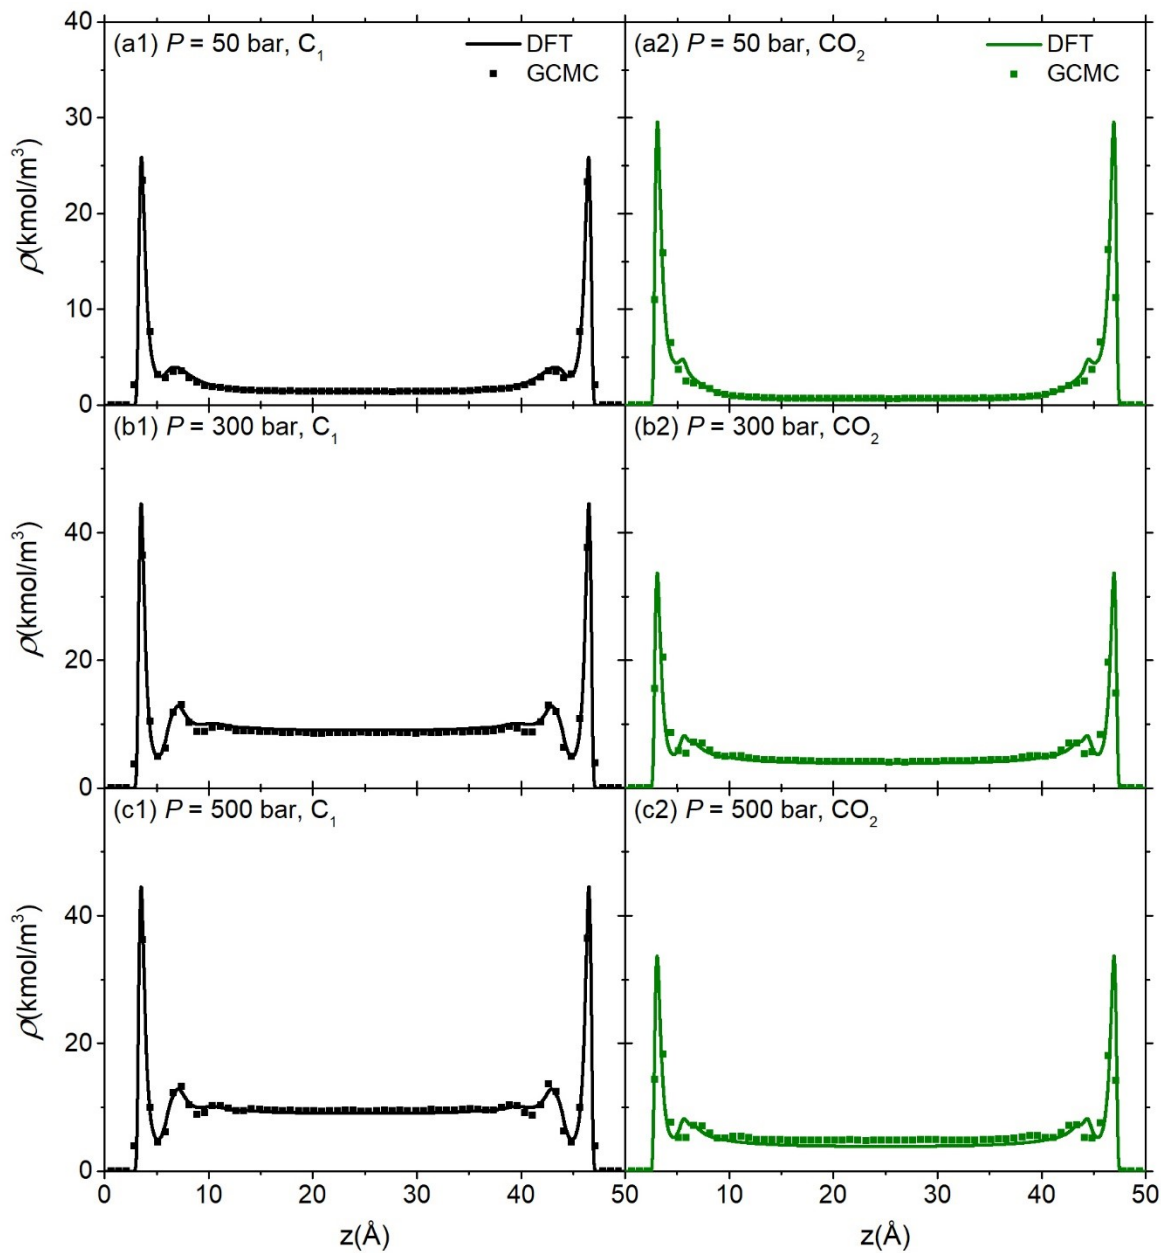 (a1) P = 50 bar, C₁
DFT
GCMC
(a2) P = 50 bar, CO₂
DFT
GCMC
40
30
20
10
0
ρ(kmol/m³)
(b1) P = 300 bar, C₁
(b2) P = 300 bar, CO₂
40
20
0
ρ(kmol/m³)
(c1) P = 500 bar, C₁
(c2) P = 500 bar, CO₂
40
20
0
ρ(kmol/m³)
0 10 20 30 40 50 10 20 30 40 50
z(Å) z(Å)